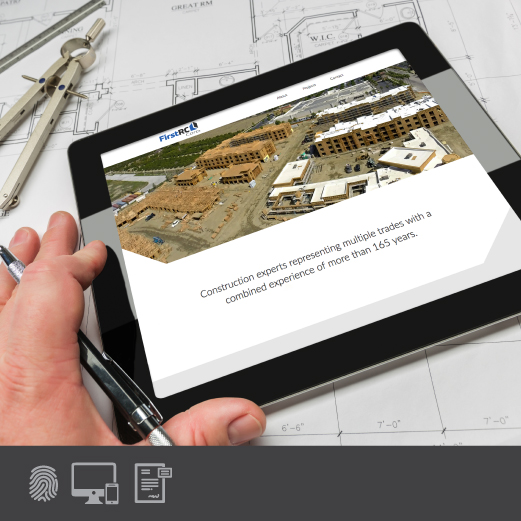 GREAT RM
W.I.C.
About
Projects
Contact
FirstRC
Construction experts representing multiple trades with a
combined experience of more than 165 years.
6'-6"
7'-0"
7'-0"